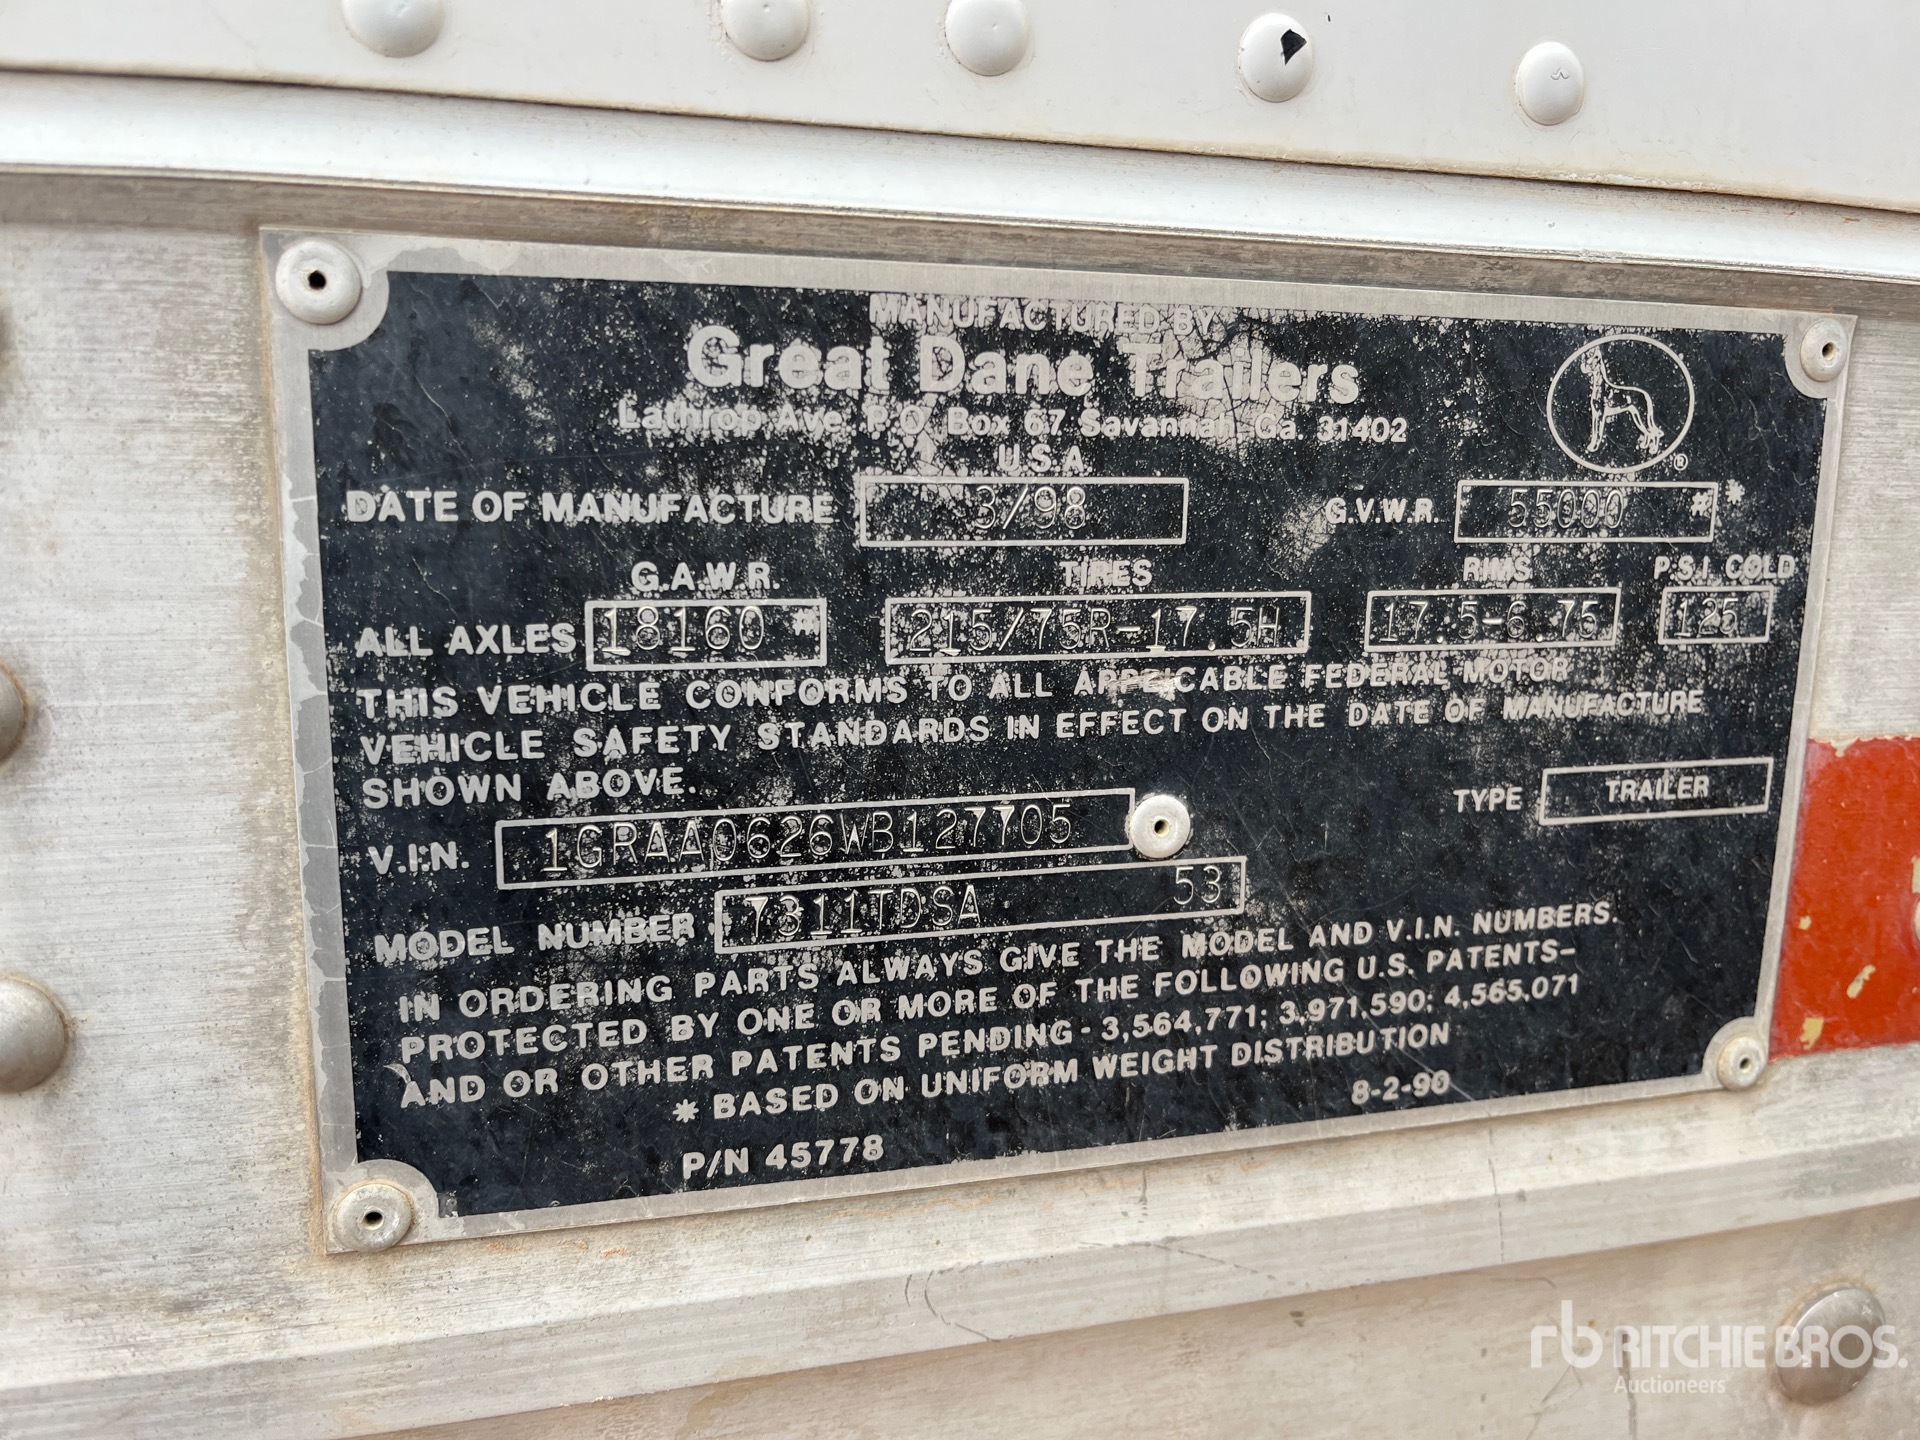 MANUFACTURED BY
Great Dane Trailers
Lathrop Ave. P.O. Box 67 Savannah, Ga. 31402
U.S.A.
DATE OF MANUFACTURE 3/98 G.V.W.R. 55000 **
G.A.W.R. TIRES RIMS P.S.I. COLD
ALL AXLES 18160 * 215/75R-17.5H 17.5-6.75 125
THIS VEHICLE CONFORMS TO ALL APPLICABLE FEDERAL MOTOR
VEHICLE SAFETY STANDARDS IN EFFECT ON THE DATE OF MANUFACTURE
SHOWN ABOVE.
TYPE TRAILER
V.I.N. 1GRAA0626WB127705
MODEL NUMBER 7311TDSA 53
IN ORDERING PARTS ALWAYS GIVE THE MODEL AND V.I.N. NUMBERS.
PROTECTED BY ONE OR MORE OF THE FOLLOWING U.S. PATENTS-
AND OR OTHER PATENTS PENDING - 3,564,771; 3,971,590; 4,565,071
* BASED ON UNIFORM WEIGHT DISTRIBUTION
P/N 45778 8-2-90
rb RITCHIE BROS.
Auctioneers